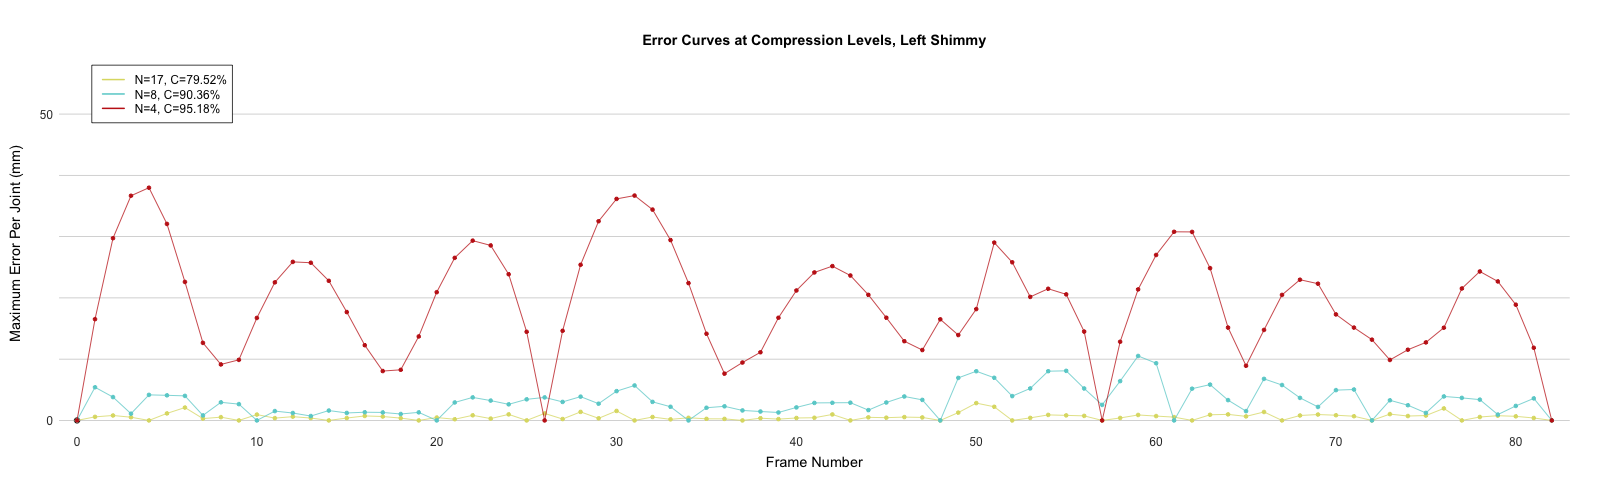 Error Curves at Compression Levels, Left Shimmy
N=17, C=79.52%
N=8, C=90.36%
N=4, C=95.18%
50
0
Maximum Error Per Joint (mm)
0 10 20 30 40 50 60 70 80
Frame Number